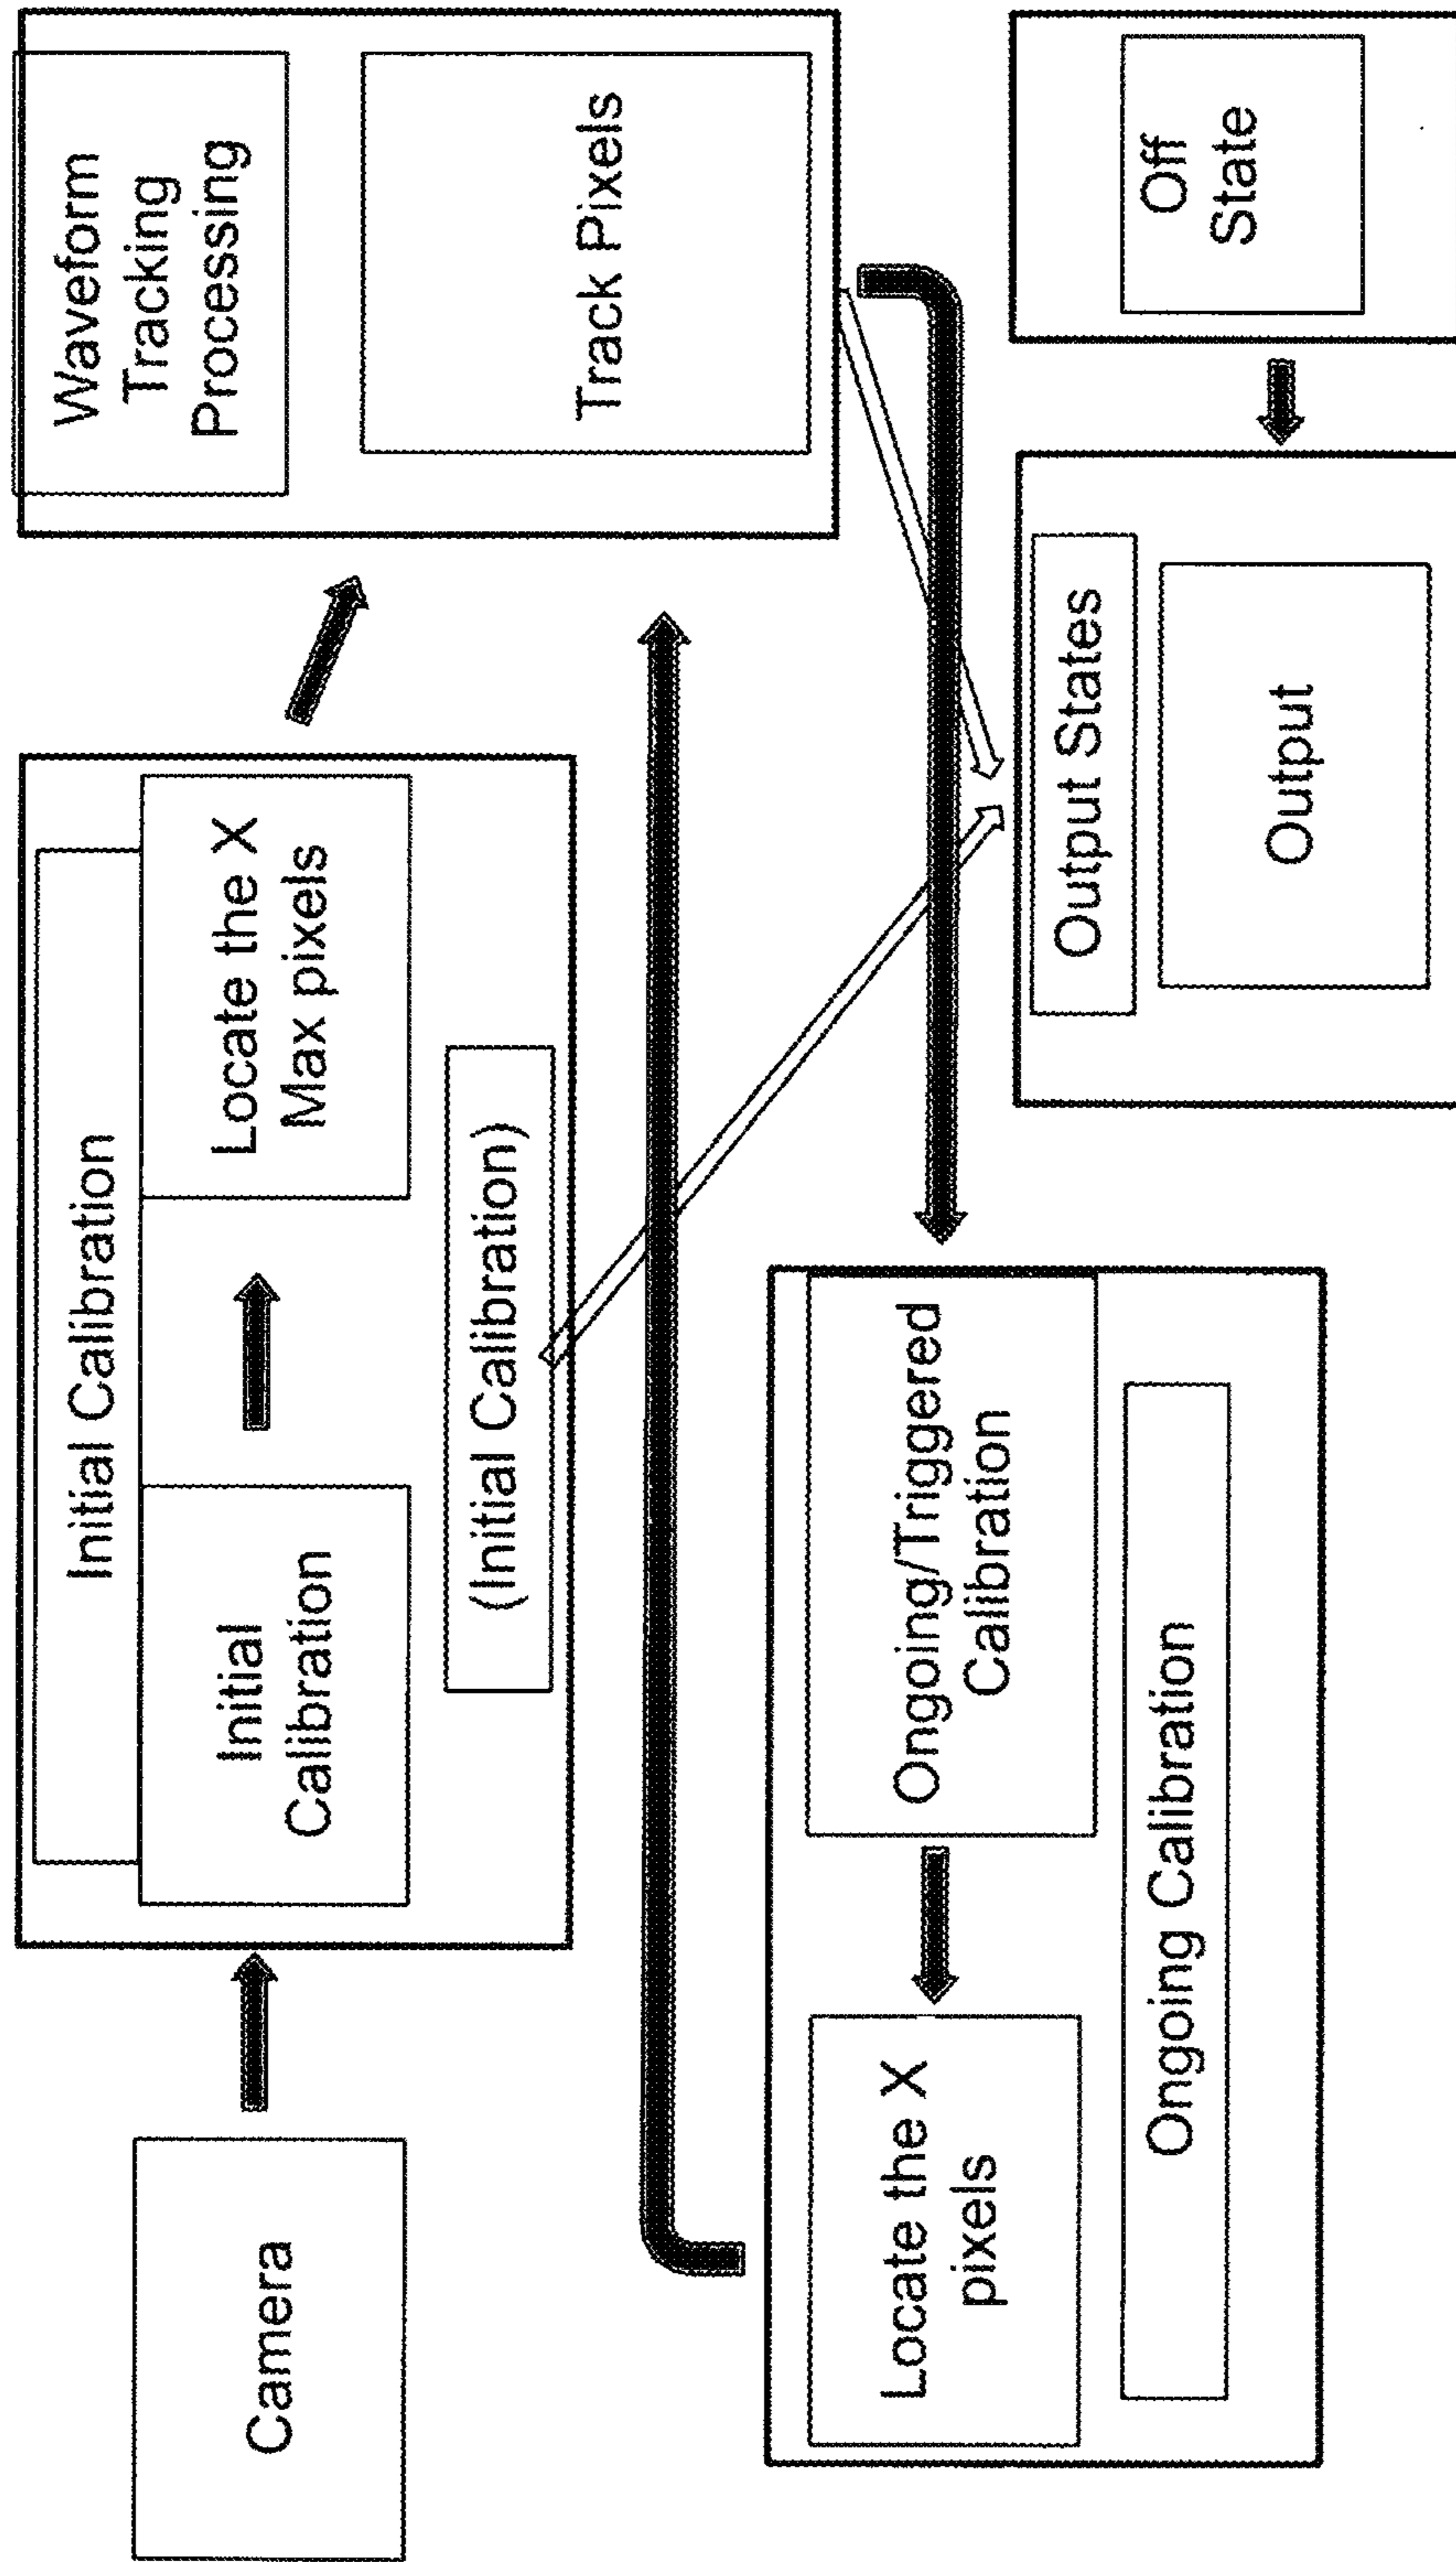 Camera
Initial Calibration
Initial
Calibration
Locate the X
Max pixels
(Initial Calibration)
Waveform
Tracking
Processing
Track Pixels
Locate the X
pixels
Ongoing/Triggered
Calibration
Ongoing Calibration
Output States
Output
Off
State